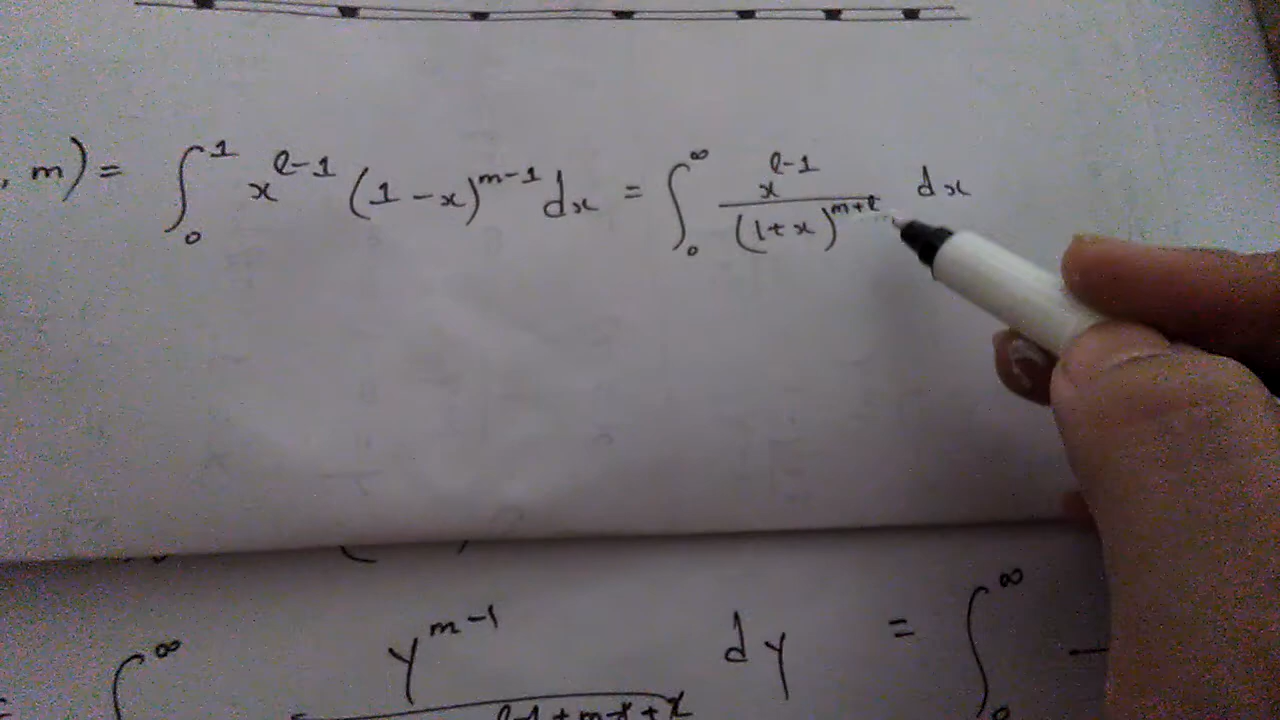 , m) = ∫₀¹ x^{l-1} (1-x)^{m-1} dx = ∫₀^∞ x^{l-1} / (1+x)^{m+l} dx
∫^∞ y^{m-1} dy = ∫₀^∞